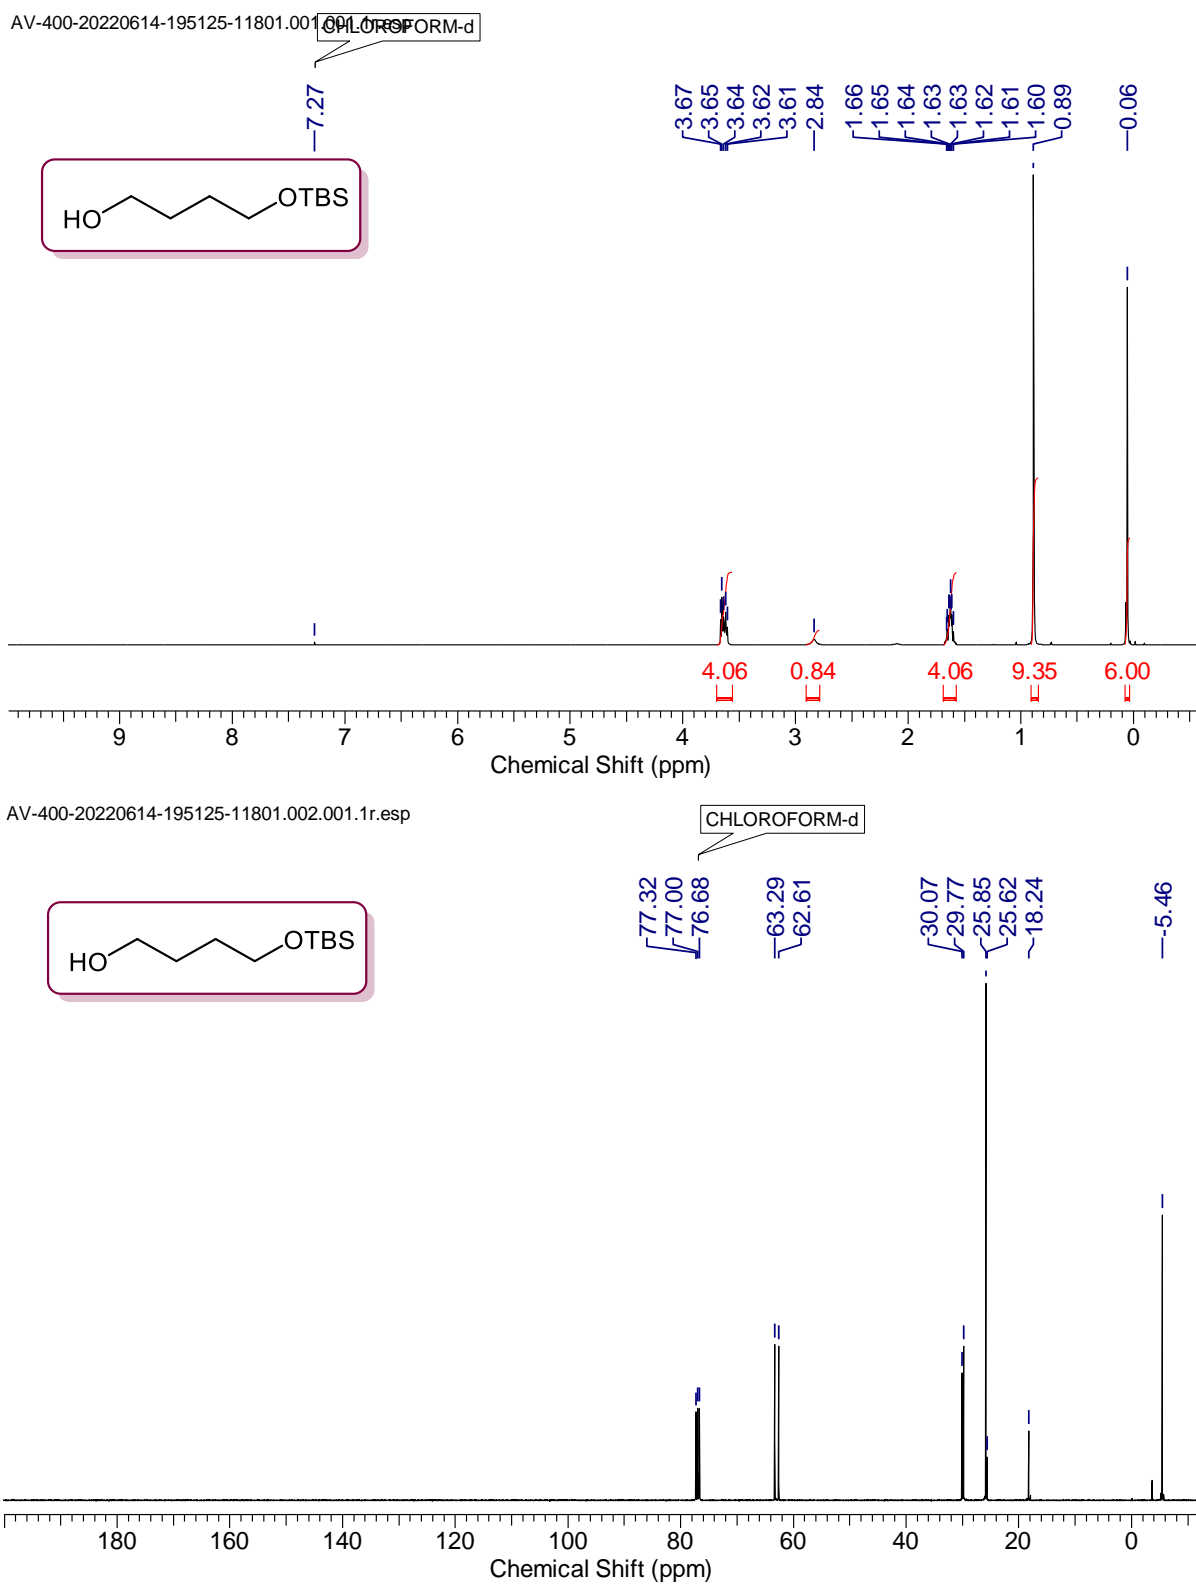 AV-400-20220614-195125-11801.001.001.1r.esp
CHLOROFORM-d
7.27
3.67
3.65
3.64
3.62
3.61
2.84
1.66
1.65
1.64
1.63
1.63
1.62
1.61
1.60
0.89
0.06
HO
OTBS
4.06
0.84
4.06
9.35
6.00
9 8 7 6 5 4 3 2 1 0
Chemical Shift (ppm)
AV-400-20220614-195125-11801.002.001.1r.esp
CHLOROFORM-d
77.32
77.00
76.68
63.29
62.61
30.07
29.77
25.85
25.62
18.24
-5.46
HO
OTBS
180 160 140 120 100 80 60 40 20 0
Chemical Shift (ppm)